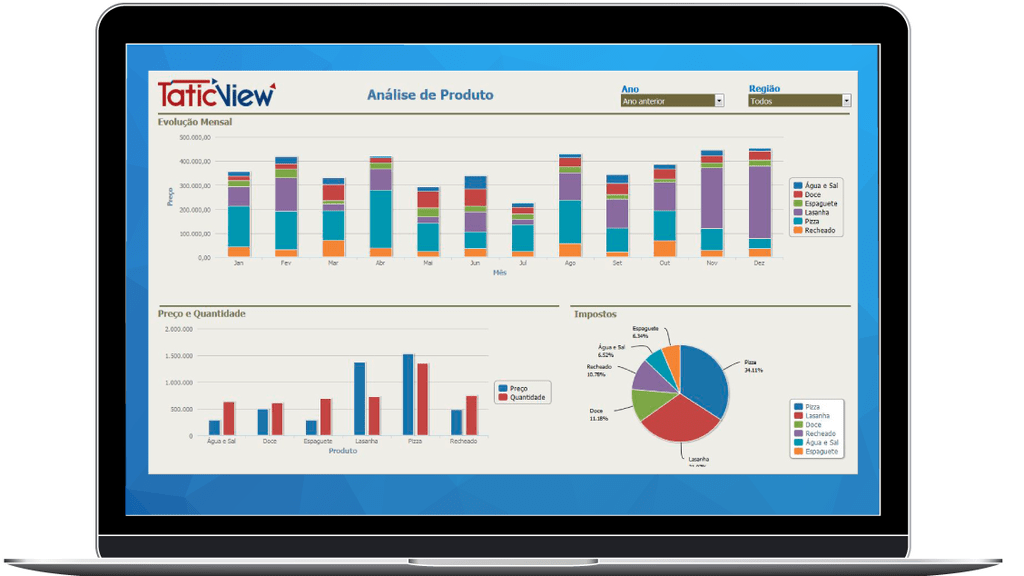 TaticView
Análise de Produto
Ano
Ano anterior
Região
Todos
Evolução Mensal
500.000,00
400.000,00
300.000,00
200.000,00
100.000,00
0,00
Preço
Jan Fev Mar Abr Mai Jun Jul Ago Set Out Nov Dez
Mês
Água e Sal
Doce
Espaguete
Lasanha
Pizza
Recheado
Preço e Quantidade
2.000.000
1.500.000
1.000.000
500.000
0
Água e Sal Doce Espaguete Lasanha Pizza Recheado
Produto
Preço
Quantidade
Impostos
Espaguete
6.34%
Água e Sal
6.52%
Recheado
10.78%
Doce
11.18%
Pizza
34.11%
Lasanha
Pizza
Lasanha
Doce
Recheado
Água e Sal
Espaguete